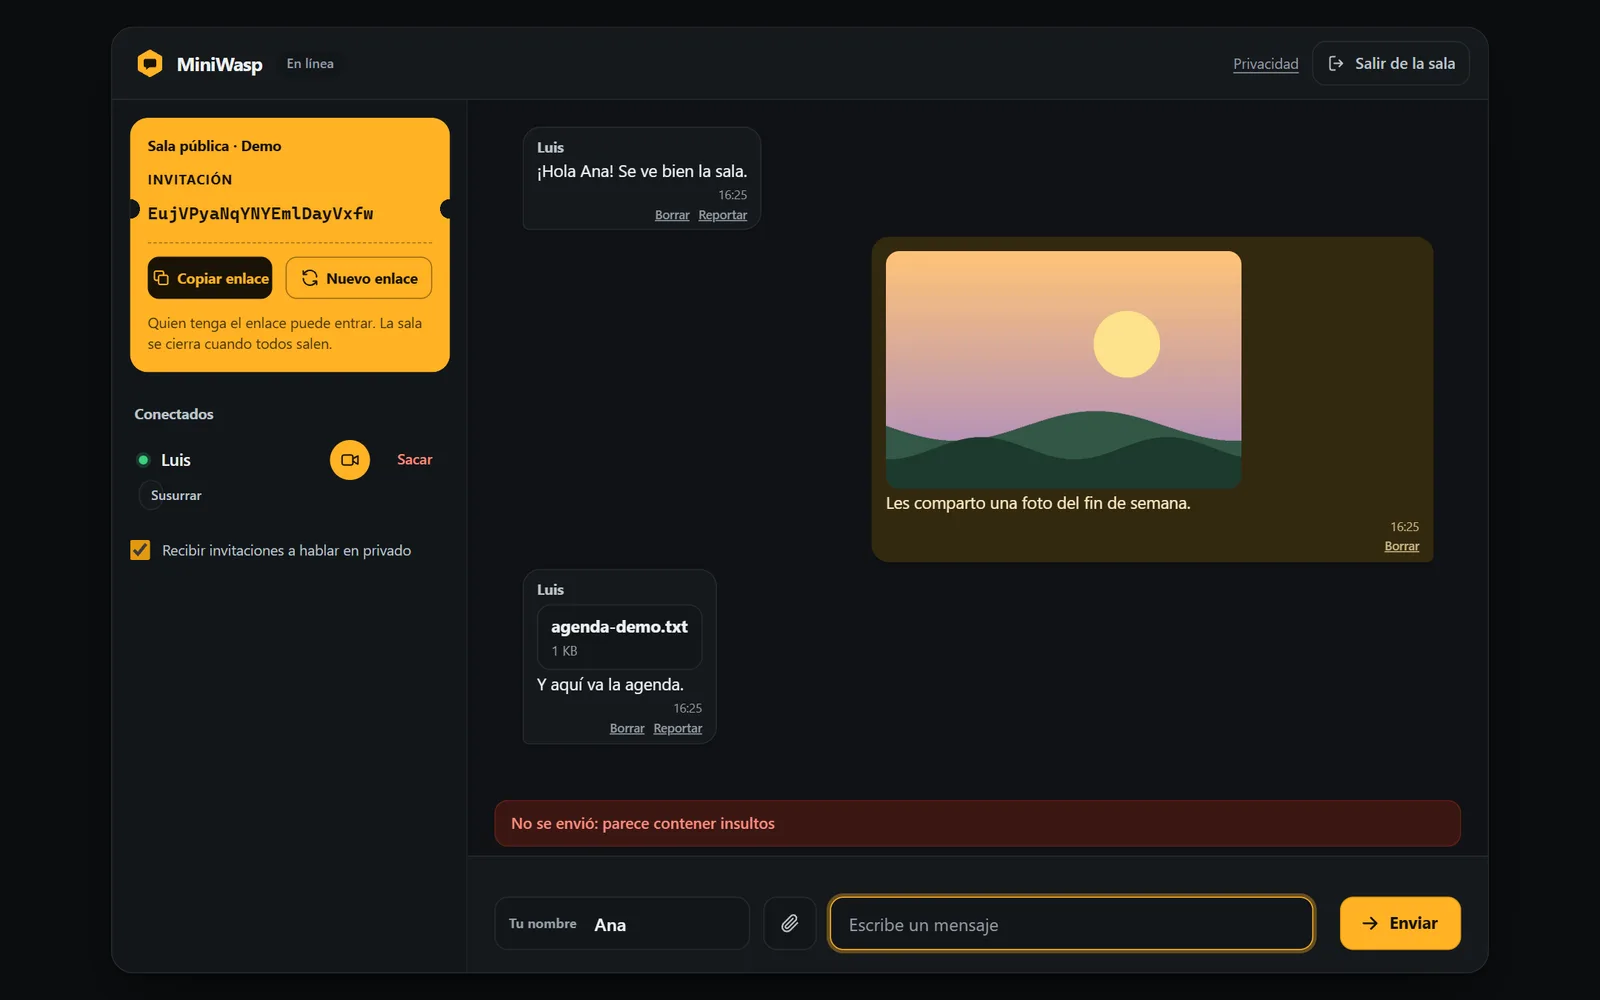 MiniWasp
En línea
Privacidad
Salir de la sala
Sala pública · Demo
INVITACIÓN
EujVPyaNqYNYEmlDayVxfw
Copiar enlace
Nuevo enlace
Quien tenga el enlace puede entrar. La sala
se cierra cuando todos salen.
Conectados
Luis
Sacar
Susurrar
Recibir invitaciones a hablar en privado
Luis
¡Hola Ana! Se ve bien la sala.
16:25
Borrar Reportar
Les comparto una foto del fin de semana.
16:25
Borrar
Luis
agenda-demo.txt
1 KB
Y aquí va la agenda.
16:25
Borrar Reportar
No se envió: parece contener insultos
Tu nombre Ana
Escribe un mensaje
Enviar